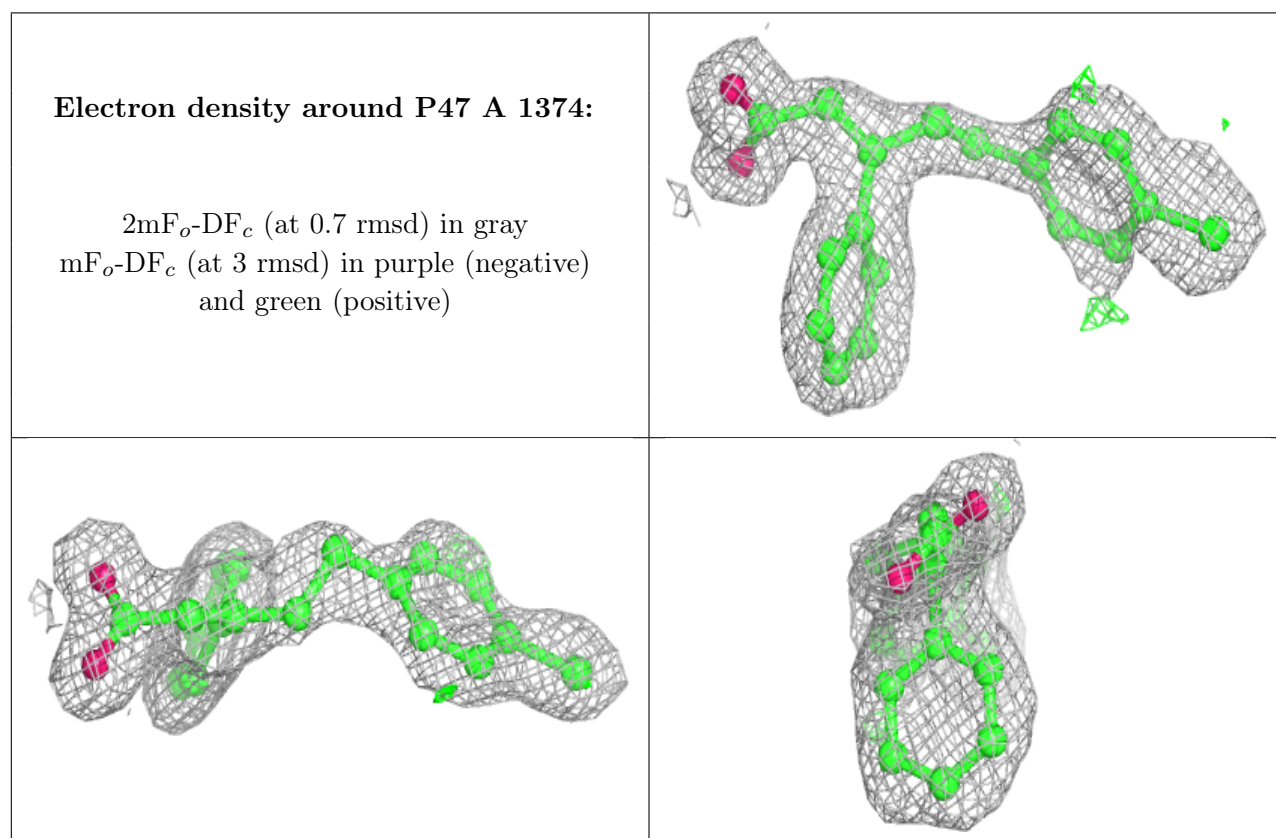 Electron density around P47 A 1374:
2mFo-DFc (at 0.7 rmsd) in gray
mFo-DFc (at 3 rmsd) in purple (negative)
and green (positive)